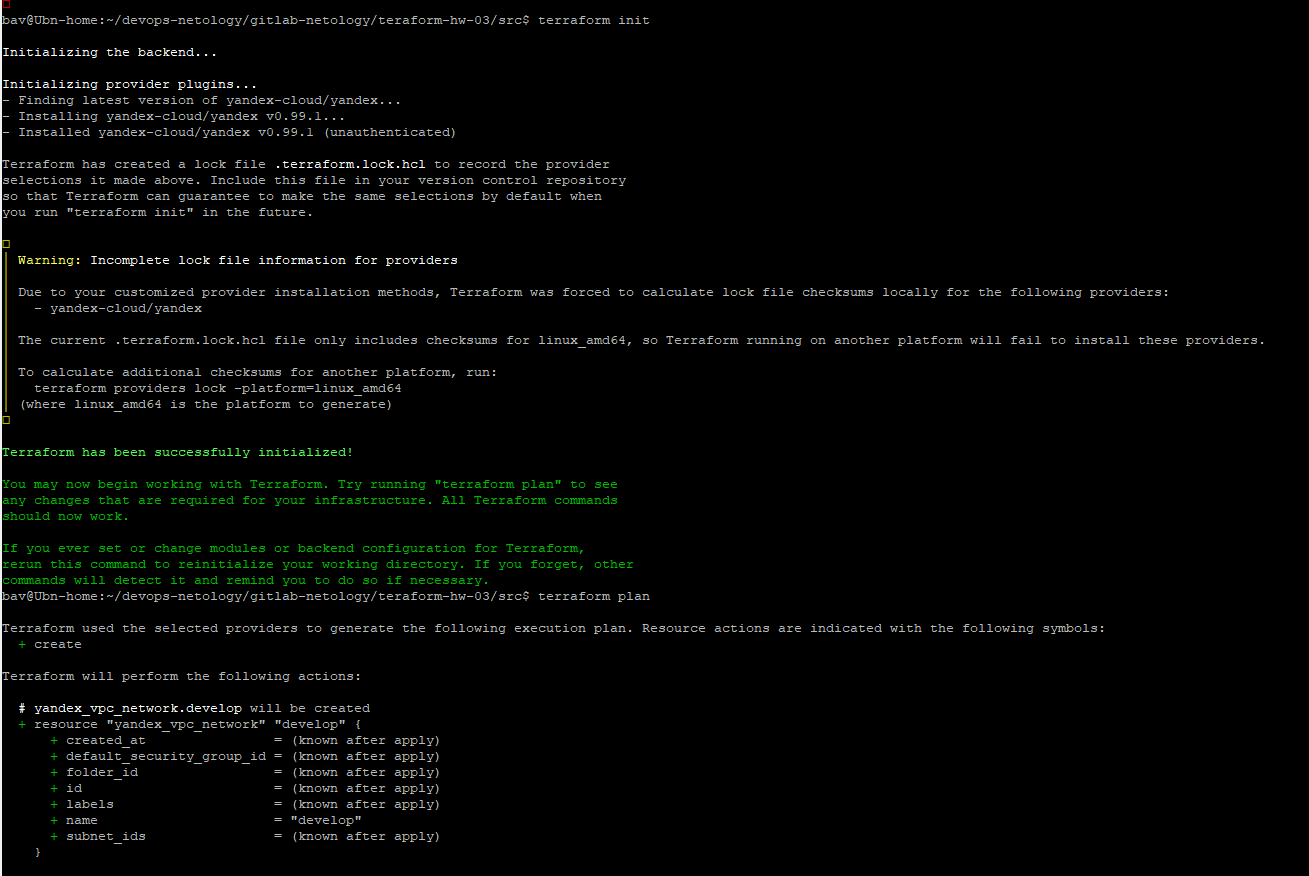 bav@Ubn-home:~/devops-netology/gitlab-netology/teraform-hw-03/src$ terraform init
Initializing the backend...
Initializing provider plugins...
- Finding latest version of yandex-cloud/yandex...
- Installing yandex-cloud/yandex v0.99.1...
- Installed yandex-cloud/yandex v0.99.1 (unauthenticated)
Terraform has created a lock file .terraform.lock.hcl to record the provider
selections it made above. Include this file in your version control repository
so that Terraform can guarantee to make the same selections by default when
you run "terraform init" in the future.
Warning: Incomplete lock file information for providers
Due to your customized provider installation methods, Terraform was forced to calculate lock file checksums locally for the following providers:
- yandex-cloud/yandex
The current .terraform.lock.hcl file only includes checksums for linux_amd64, so Terraform running on another platform will fail to install these providers.
To calculate additional checksums for another platform, run:
terraform providers lock -platform=linux_amd64
(where linux_amd64 is the platform to generate)
Terraform has been successfully initialized!
You may now begin working with Terraform. Try running "terraform plan" to see
any changes that are required for your infrastructure. All Terraform commands
should now work.
If you ever set or change modules or backend configuration for Terraform,
rerun this command to reinitialize your working directory. If you forget, other
commands will detect it and remind you to do so if necessary.
bav@Ubn-home:~/devops-netology/gitlab-netology/teraform-hw-03/src$ terraform plan
Terraform used the selected providers to generate the following execution plan. Resource actions are indicated with the following symbols:
+ create
Terraform will perform the following actions:
# yandex_vpc_network.develop will be created
+ resource "yandex_vpc_network" "develop" {
+ created_at = (known after apply)
+ default_security_group_id = (known after apply)
+ folder_id = (known after apply)
+ id = (known after apply)
+ labels = (known after apply)
+ name = "develop"
+ subnet_ids = (known after apply)
}